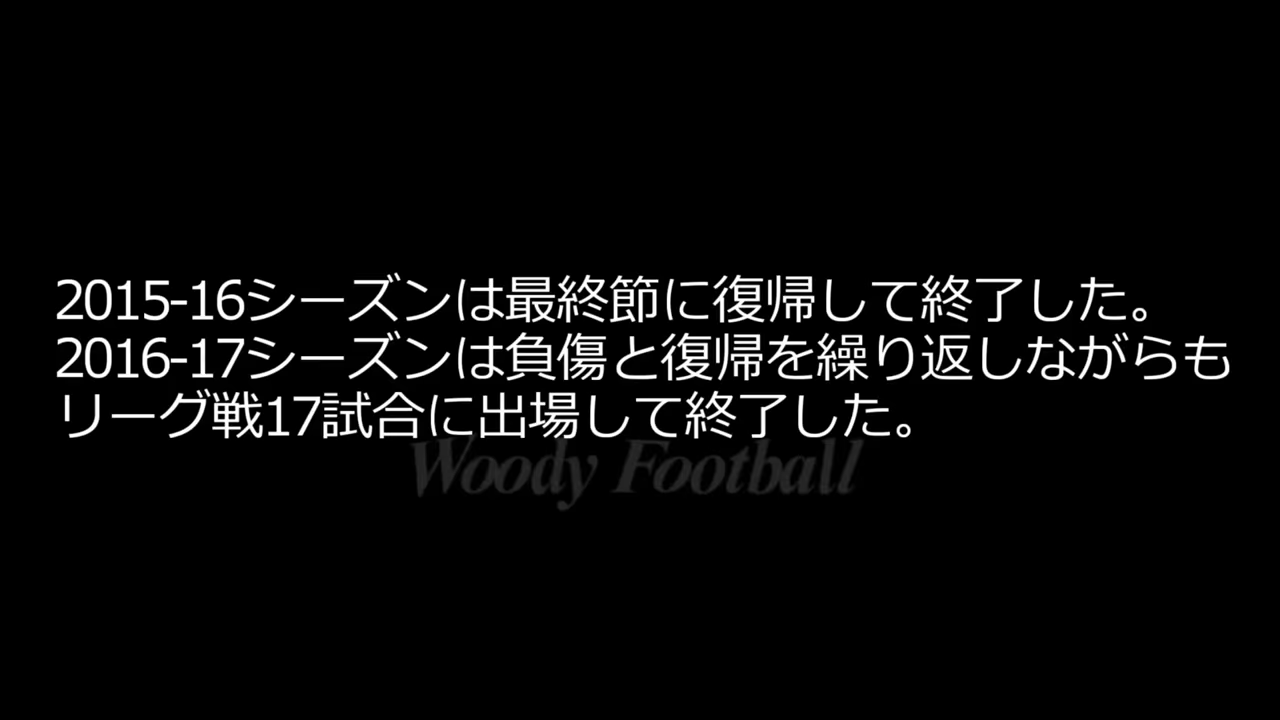 2015-16シーズンは最終節に復帰して終了した。
2016-17シーズンは負傷と復帰を繰り返しながらも
リーグ戦17試合に出場して終了した。
Woody Football